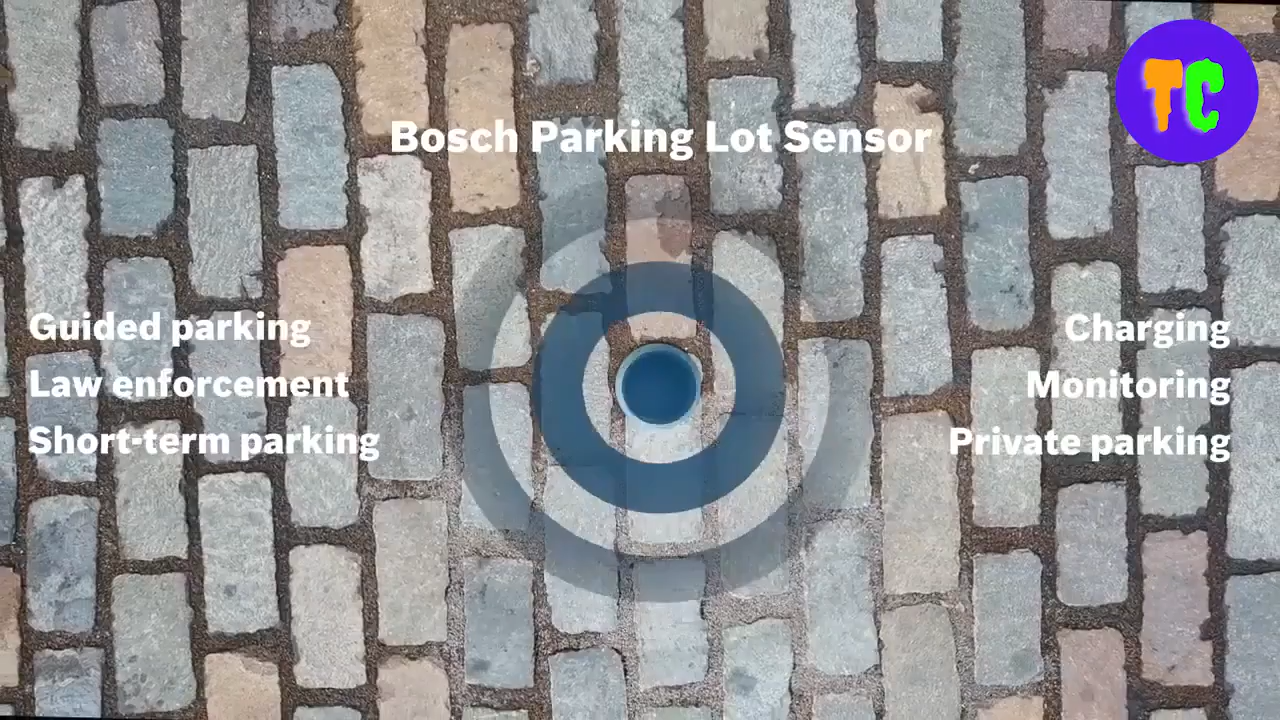 TC
Bosch Parking Lot Sensor
Guided parking
Law enforcement
Short-term parking
Charging
Monitoring
Private parking